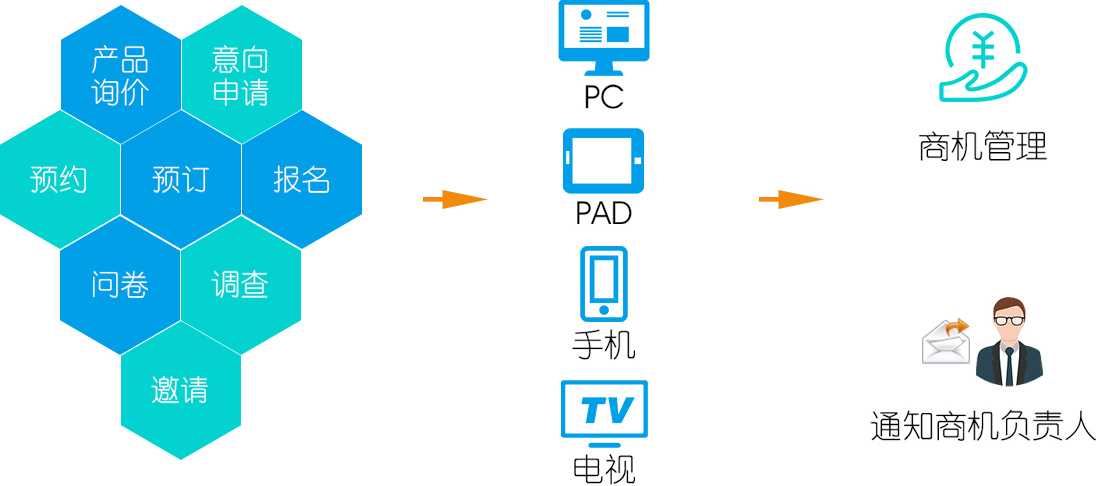 产品
询价
意向
申请
预约
预订
报名
问卷
调查
邀请
PC
PAD
手机
TV
电视
商机管理
通知商机负责人